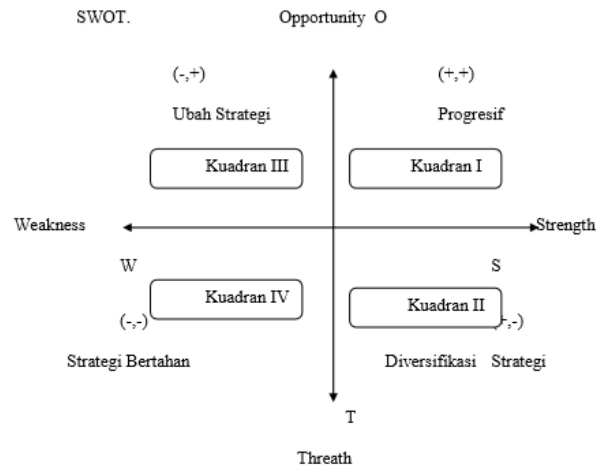 SWOT. Opportunity O
(-,+) (+,+)
Ubah Strategi Progresif
Kuadran III Kuadran I
Weakness Strength
W S
Kuadran IV Kuadran II
(-,-) (+,-)
Strategi Bertahan Diversifikasi Strategi
T
Threath